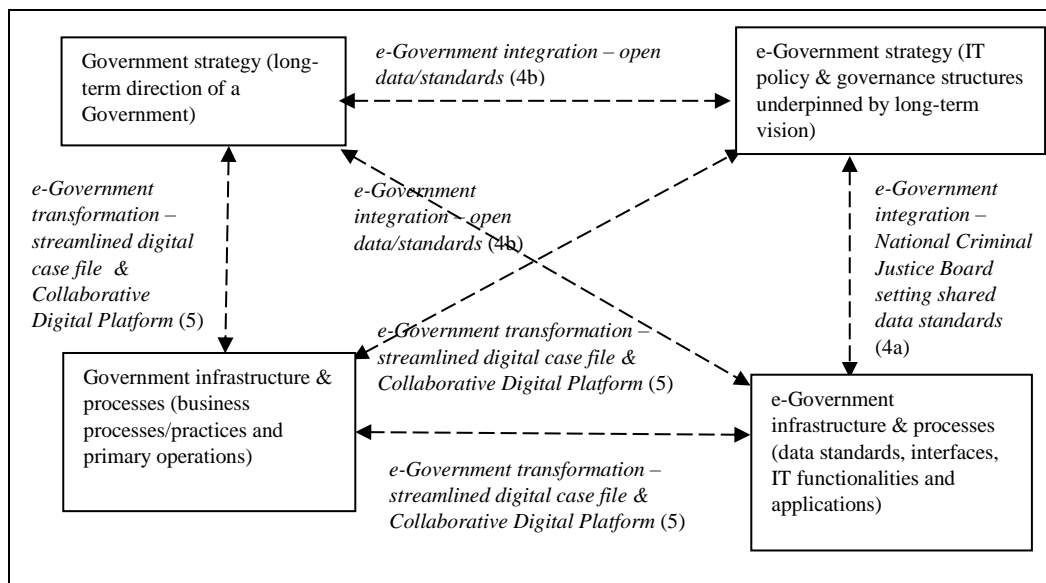 Government strategy (long-
term direction of a
Government)
e-Government integration – open
data/standards (4b)
e-Government strategy (IT
policy & governance structures
underpinned by long-term
vision)
e-Government
transformation –
streamlined digital
case file &
Collaborative
Digital Platform (5)
e-Government
integration – open
data/standards (4b)
e-Government
integration –
National Criminal
Justice Board
setting shared
data standards
(4a)
e-Government transformation –
streamlined digital case file &
Collaborative Digital Platform (5)
Government infrastructure &
processes (business
processes/practices and
primary operations)
e-Government
infrastructure & processes
(data standards, interfaces,
IT functionalities and
applications)
e-Government transformation –
streamlined digital case file &
Collaborative Digital Platform (5)